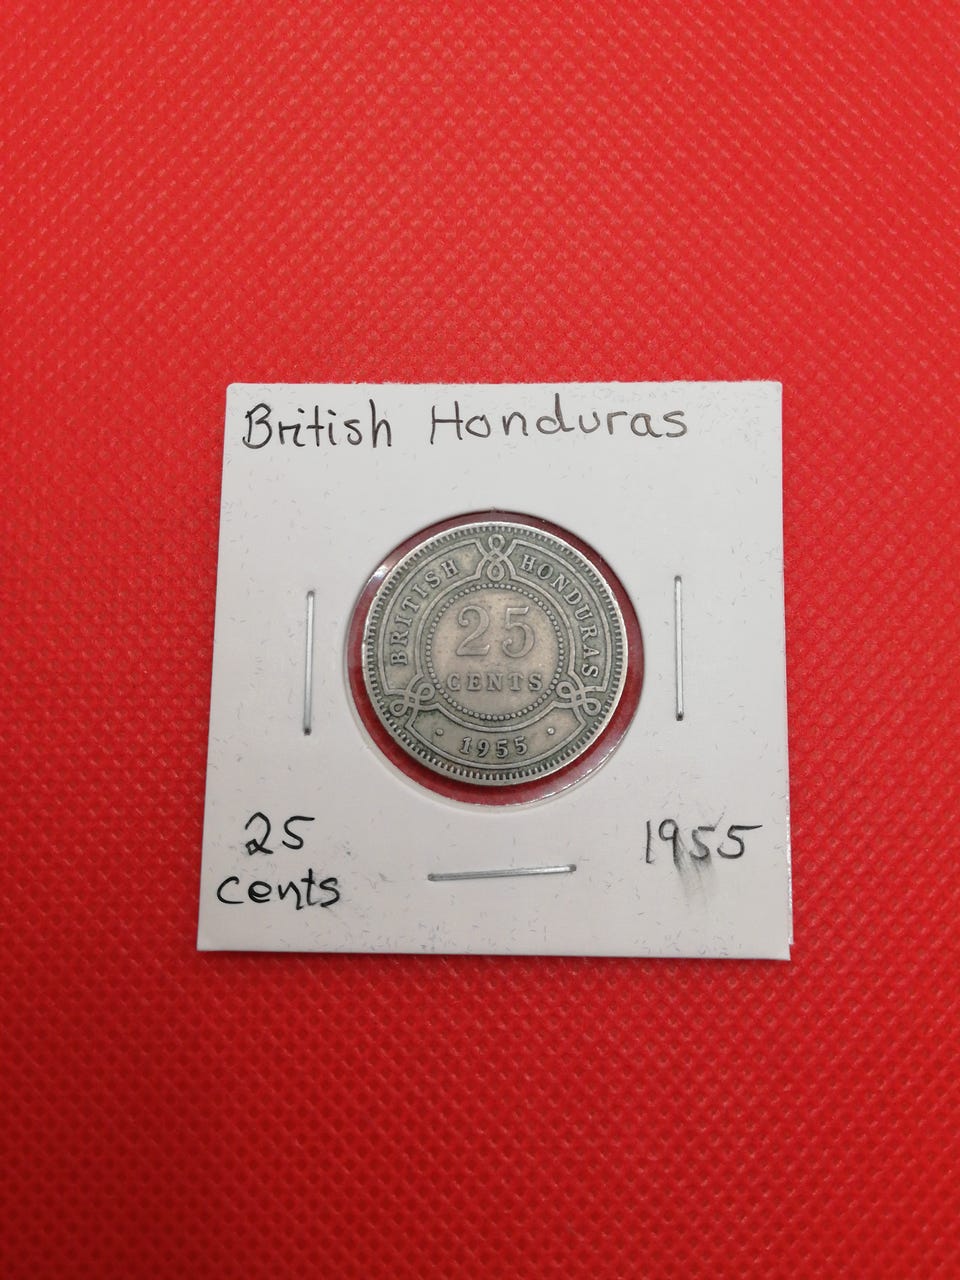 British Honduras
BRITISH HONDURAS
25
CENTS
1955
25
cents
1955